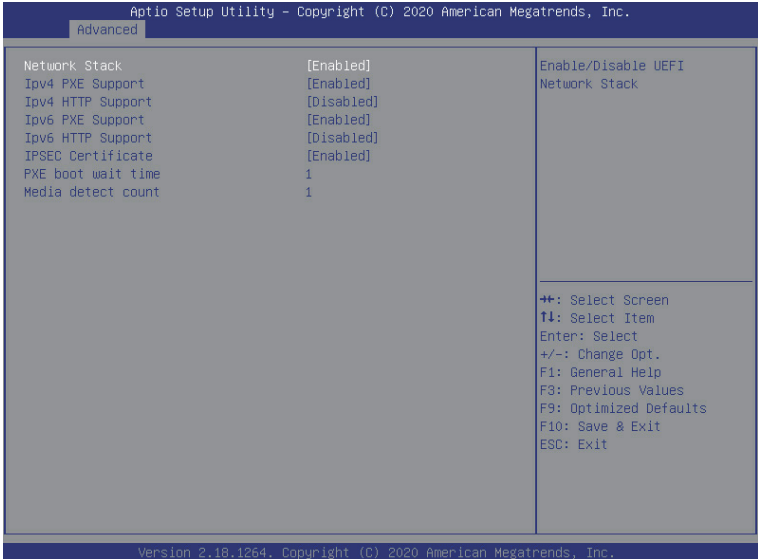 Aptio Setup Utility – Copyright (C) 2020 American Megatrends, Inc.
Advanced
Network Stack [Enabled]
Ipv4 PXE Support [Enabled]
Ipv4 HTTP Support [Disabled]
Ipv6 PXE Support [Enabled]
Ipv6 HTTP Support [Disabled]
IPSEC Certificate [Enabled]
PXE boot wait time 1
Media detect count 1
Enable/Disable UEFI
Network Stack
→←: Select Screen
↑↓: Select Item
Enter: Select
+/-: Change Opt.
F1: General Help
F3: Previous Values
F9: Optimized Defaults
F10: Save & Exit
ESC: Exit
Version 2.18.1264. Copyright (C) 2020 American Megatrends, Inc.